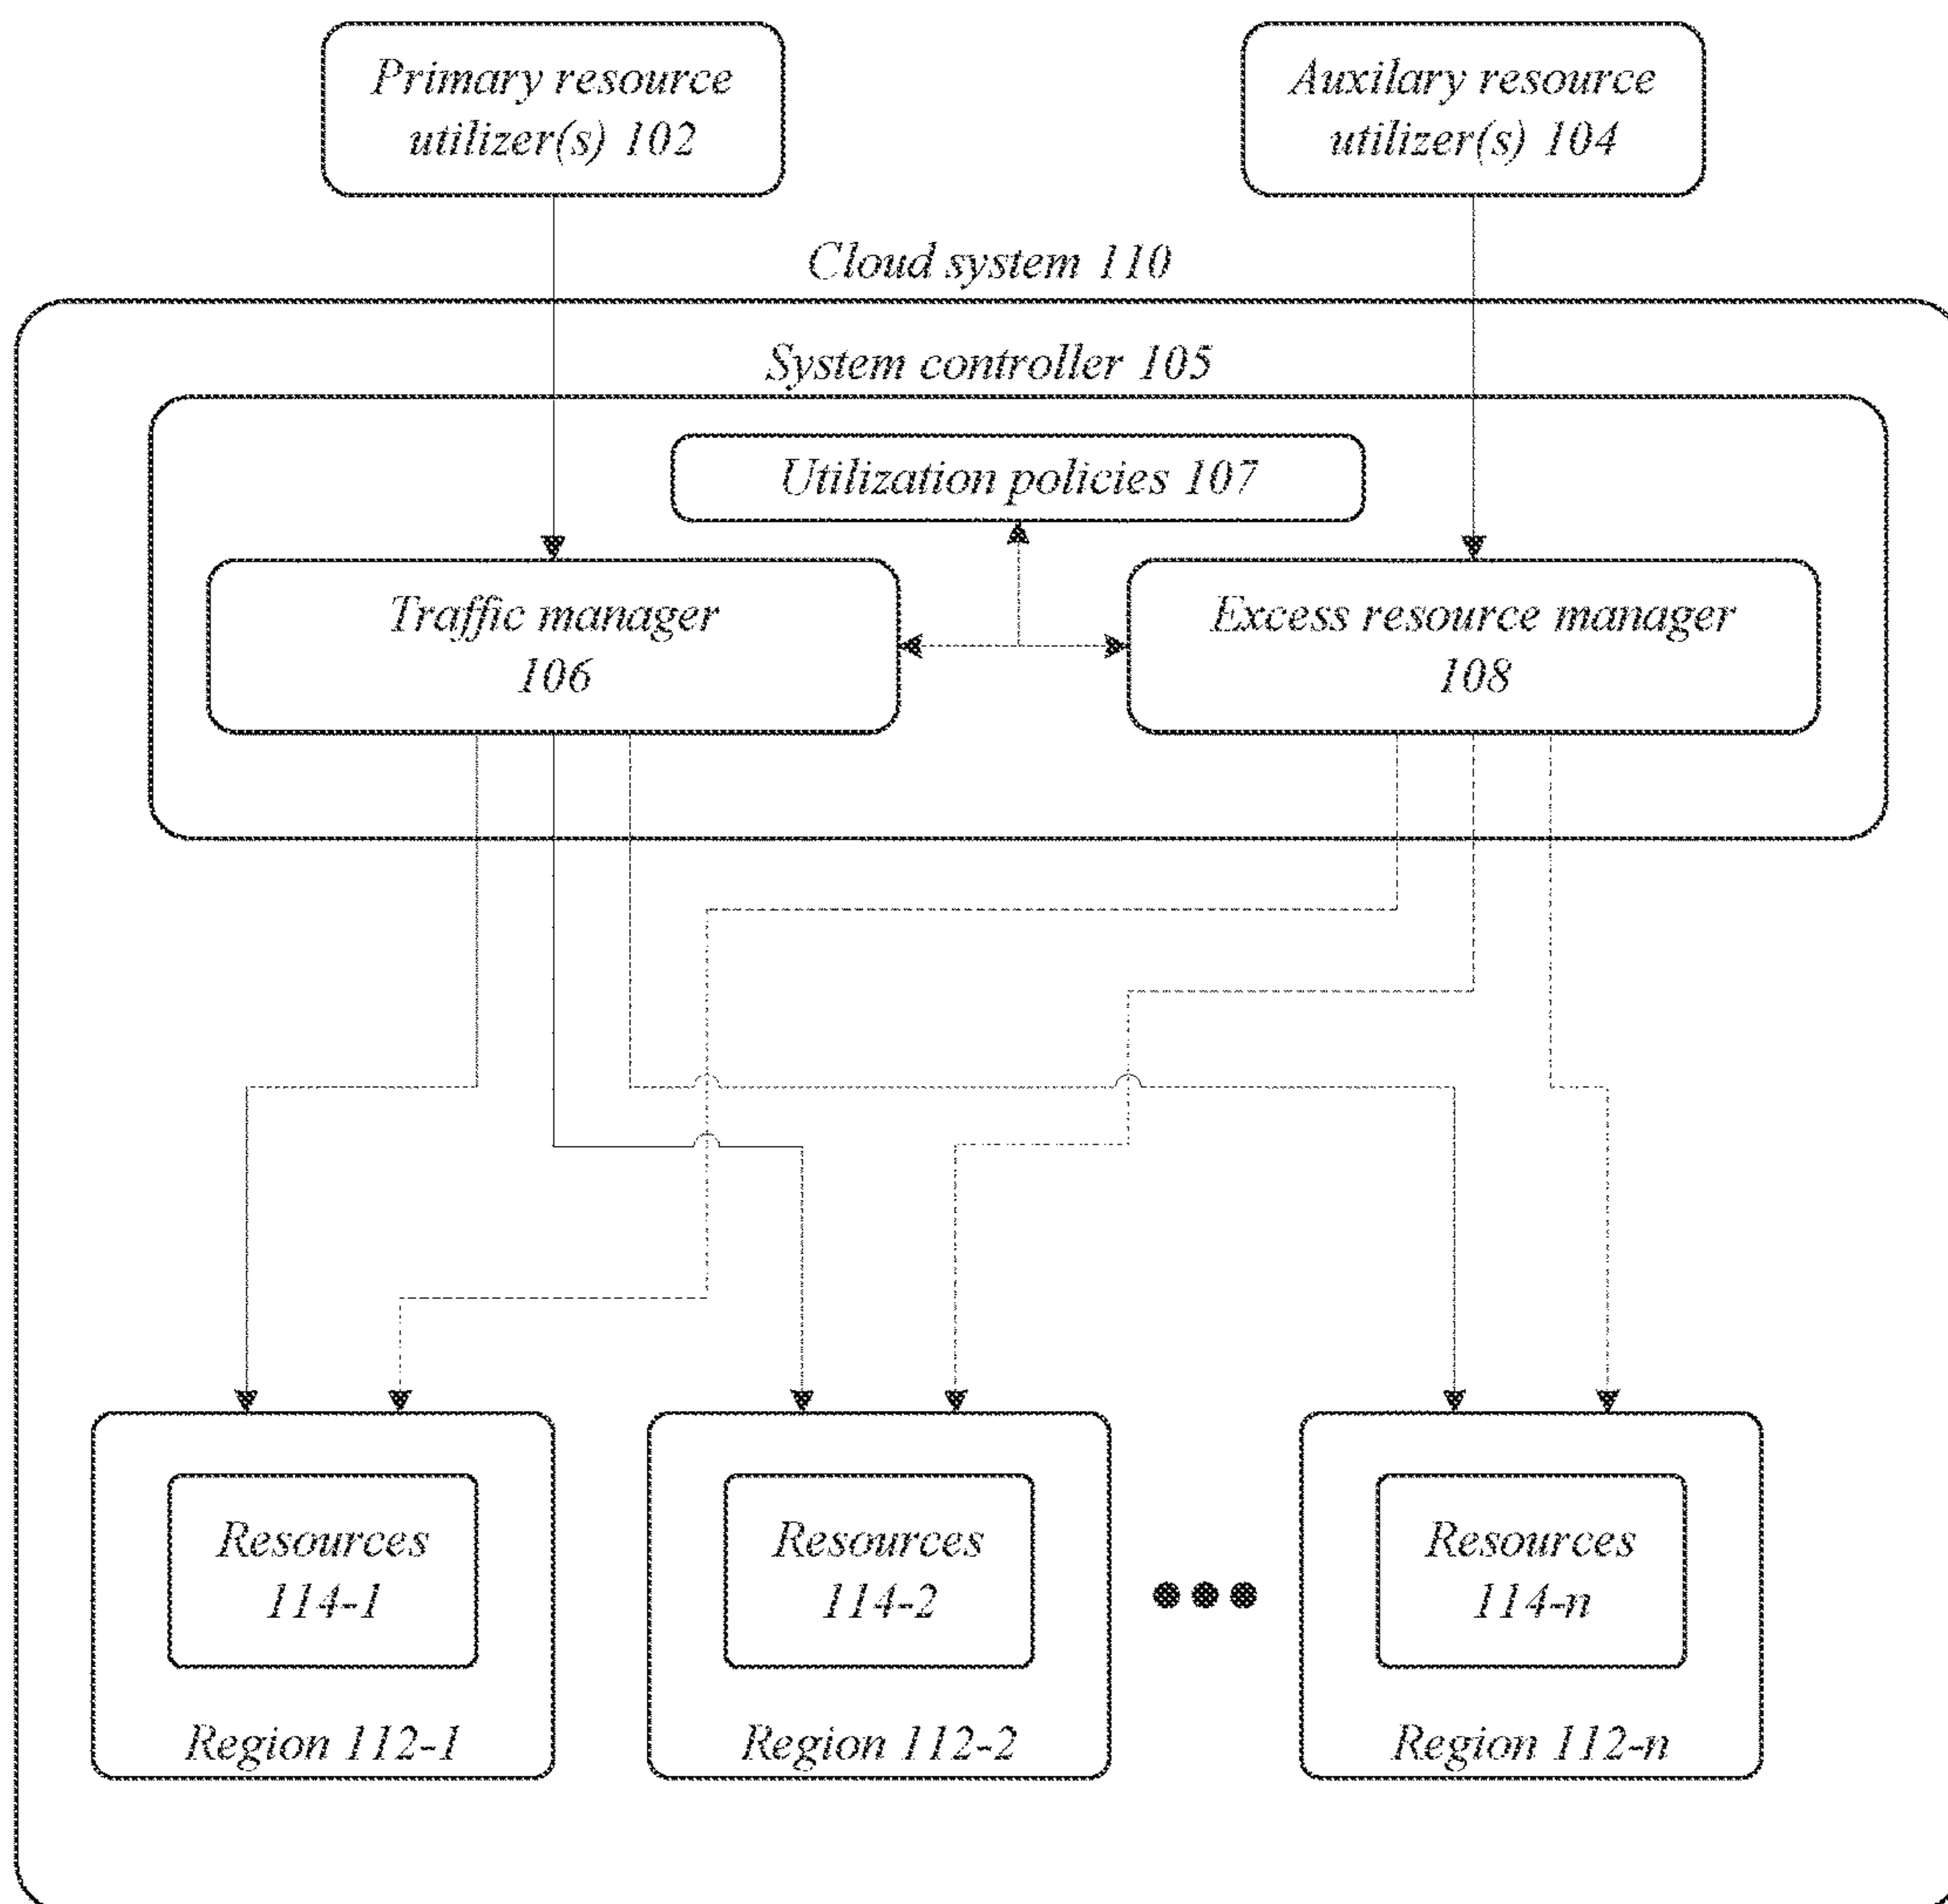 Primary resource
utilizer(s) 102
Auxilary resource
utilizer(s) 104
Cloud system 110
System controller 105
Utilization policies 107
Traffic manager
106
Excess resource manager
108
Resources
114-1
Region 112-1
Resources
114-2
Region 112-2
Resources
114-n
Region 112-n